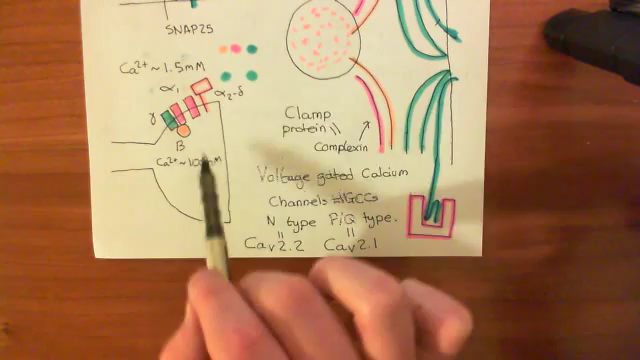 SNAP25
Ca²⁺ ~ 1.5mM
α₁
α₂-δ
γ
B
Clamp
protein \\
Complexin
Voltage gated Calcium
Channels
N type P/Q type.
= =
Cav2.2 Cav2.1